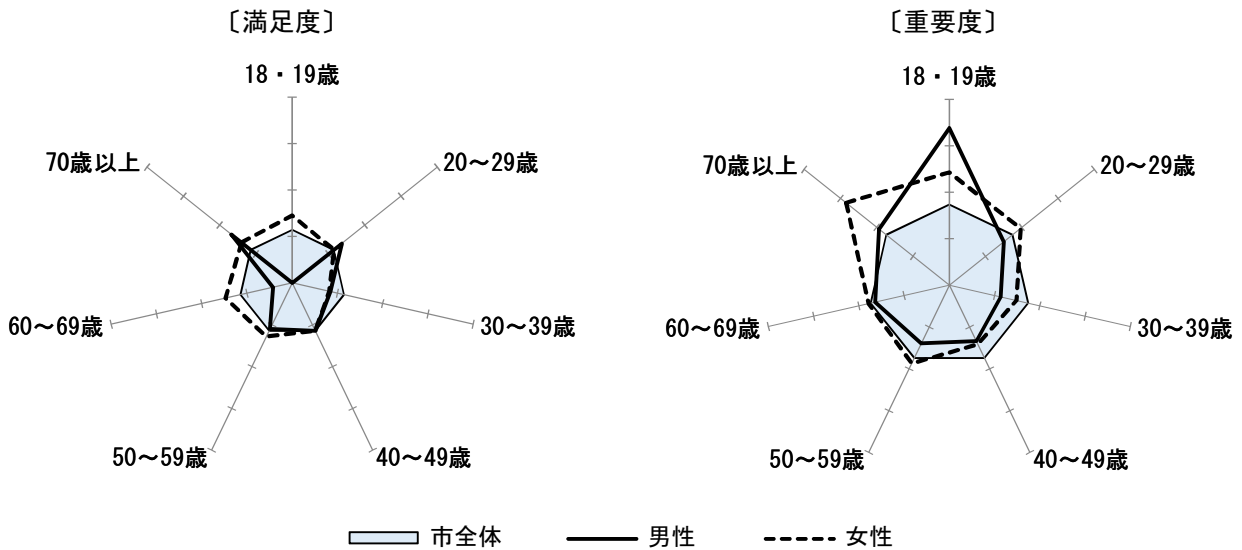 〔満足度〕
18・19歳
20～29歳
30～39歳
40～49歳
50～59歳
60～69歳
70歳以上
〔重要度〕
18・19歳
20～29歳
30～39歳
40～49歳
50～59歳
60～69歳
70歳以上
市全体 男性 女性